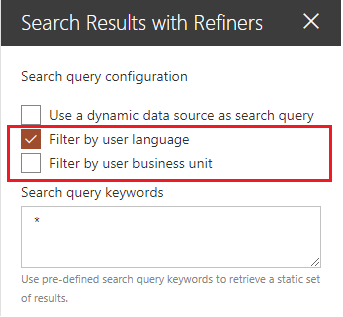 Search Results with Refiners
Search query configuration
Use a dynamic data source as search query
Filter by user language
Filter by user business unit
Search query keywords
*
Use pre-defined search query keywords to retrieve a static set
of results.